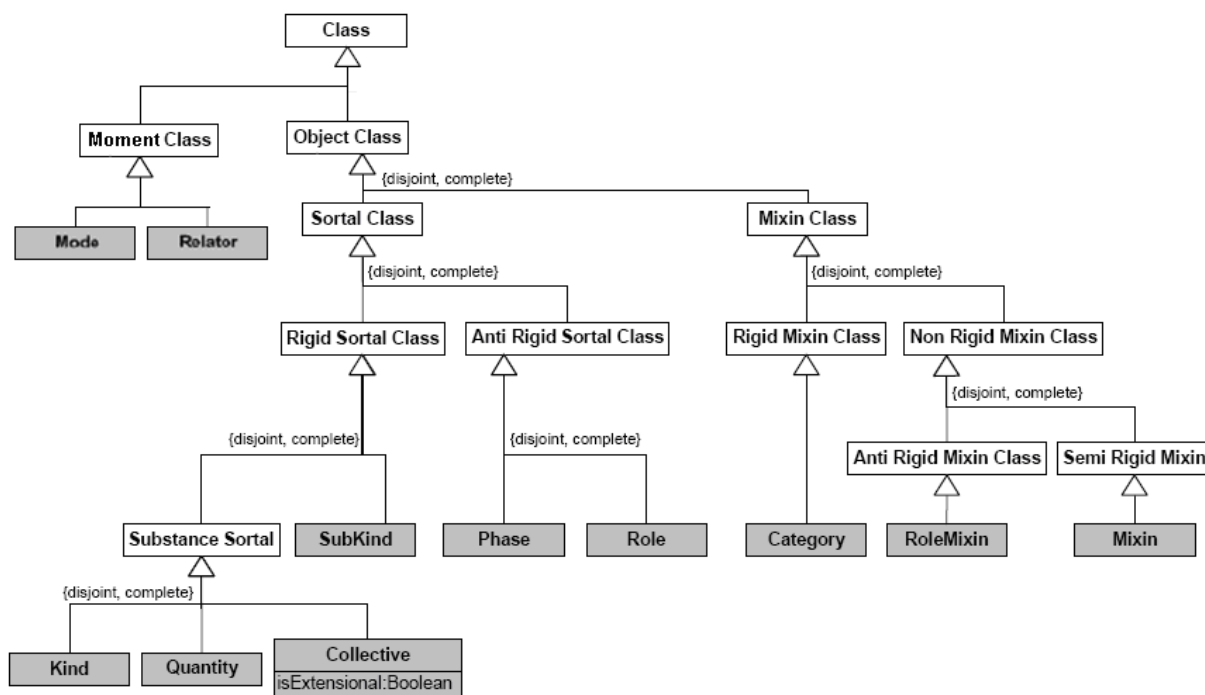 Class
Moment Class
Object Class
{disjoint, complete}
Mode
Relator
Sortal Class
Mixin Class
{disjoint, complete}
{disjoint, complete}
Rigid Sortal Class
Anti Rigid Sortal Class
Rigid Mixin Class
Non Rigid Mixin Class
{disjoint, complete}
{disjoint, complete}
{disjoint, complete}
Anti Rigid Mixin Class
Semi Rigid Mixin
Substance Sortal
SubKind
Phase
Role
Category
RoleMixin
Mixin
{disjoint, complete}
Kind
Quantity
Collective
isExtensional:Boolean